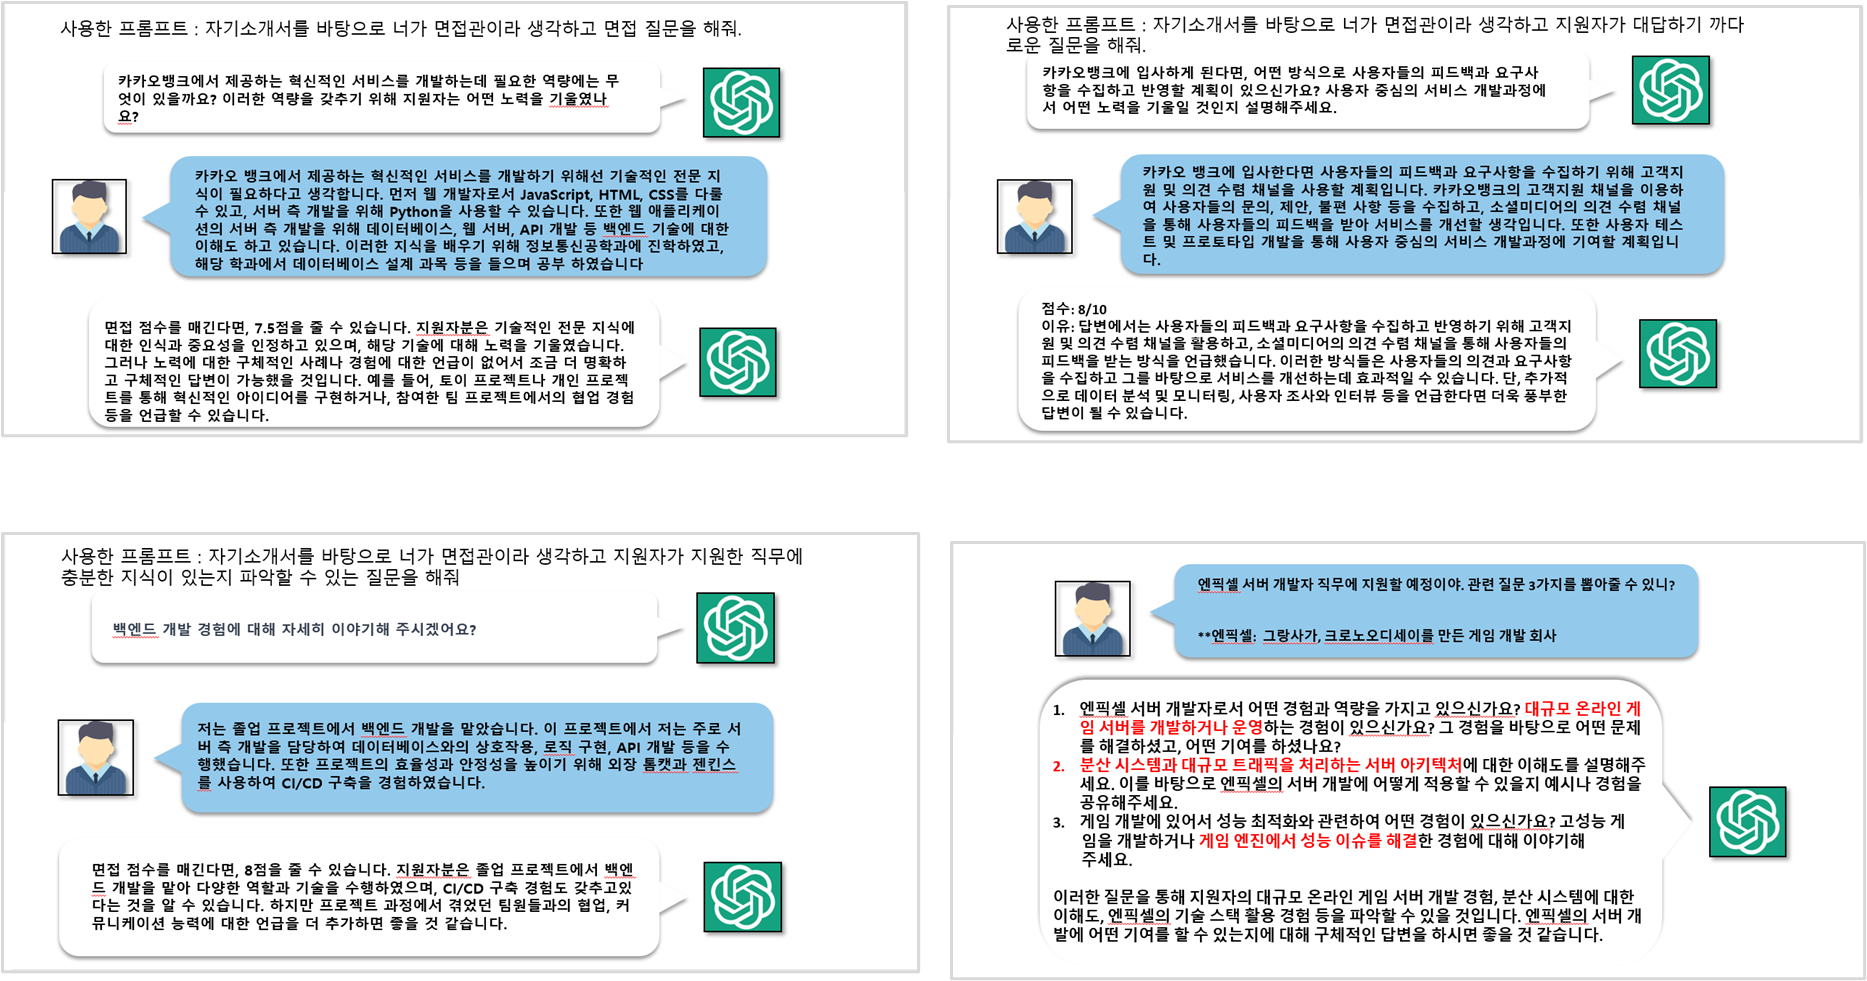 사용한 프롬프트 : 자기소개서를 바탕으로 너가 면접관이라 생각하고 면접 질문을 해줘.
카카오뱅크에서 제공하는 혁신적인 서비스를 개발하는데 필요한 역량에는 무
엇이 있을까요? 이러한 역량을 갖추기 위해 지원자는 어떤 노력을 기울였나
요?
카카오 뱅크에서 제공하는 혁신적인 서비스를 개발하기 위해선 기술적인 전문 지
식이 필요하다고 생각합니다. 먼저 웹 개발자로서 JavaScript, HTML, CSS를 다룰
수 있고, 서버 측 개발을 위해 Python을 사용할 수 있습니다. 또한 웹 애플리케이
션의 서버 측 개발을 위해 데이터베이스, 웹 서버, API 개발 등 백엔드 기술에 대한
이해도 하고 있습니다. 이러한 지식을 배우기 위해 정보통신공학과에 진학하였고,
해당 학과에서 데이터베이스 설계 과목 등을 들으며 공부 하였습니다
면접 점수를 매긴다면, 7.5점을 줄 수 있습니다. 지원자분은 기술적인 전문 지식에
대한 인식과 중요성을 인정하고 있으며, 해당 기술에 대해 노력을 기울였습니다.
그러나 노력에 대한 구체적인 사례나 경험에 대한 언급이 없어서 조금 더 명확하
고 구체적인 답변이 가능했을 것입니다. 예를 들어, 토이 프로젝트나 개인 프로젝
트를 통해 혁신적인 아이디어를 구현하거나, 참여한 팀 프로젝트에서의 협업 경험
등을 언급할 수 있습니다.
사용한 프롬프트 : 자기소개서를 바탕으로 너가 면접관이라 생각하고 지원자가 대답하기 까다
로운 질문을 해줘.
카카오뱅크에 입사하게 된다면, 어떤 방식으로 사용자들의 피드백과 요구사
항을 수집하고 반영할 계획이 있으신가요? 사용자 중심의 서비스 개발과정에
서 어떤 노력을 기울일 것인지 설명해주세요.
카카오 뱅크에 입사한다면 사용자들의 피드백과 요구사항을 수집하기 위해 고객지
원 및 의견 수렴 채널을 사용할 계획입니다. 카카오뱅크의 고객지원 채널을 이용하
여 사용자들의 문의, 제안, 불편 사항 등을 수집하고, 소셜미디어의 의견 수렴 채널
을 통해 사용자들의 피드백을 받아 서비스를 개선할 생각입니다. 또한 사용자 테스
트 및 프로토타입 개발을 통해 사용자 중심의 서비스 개발과정에 기여할 계획입니
다.
점수: 8/10
이유: 답변에서는 사용자들의 피드백과 요구사항을 수집하고 반영하기 위해 고객지
원 및 의견 수렴 채널을 활용하고, 소셜미디어의 의견 수렴 채널을 통해 사용자들의
피드백을 받는 방식을 언급했습니다. 이러한 방식들은 사용자들의 의견과 요구사항
을 수집하고 그를 바탕으로 서비스를 개선하는데 효과적일 수 있습니다. 단, 추가적
으로 데이터 분석 및 모니터링, 사용자 조사와 인터뷰 등을 언급한다면 더욱 풍부한
답변이 될 수 있습니다.
사용한 프롬프트 : 자기소개서를 바탕으로 너가 면접관이라 생각하고 지원자가 지원한 직무에
충분한 지식이 있는지 파악할 수 있는 질문을 해줘
백엔드 개발 경험에 대해 자세히 이야기해 주시겠어요?
저는 졸업 프로젝트에서 백엔드 개발을 맡았습니다. 이 프로젝트에서 저는 주로 서
버 측 개발을 담당하여 데이터베이스와의 상호작용, 로직 구현, API 개발 등을 수
행했습니다. 또한 프로젝트의 효율성과 안정성을 높이기 위해 외장 톰캣과 젠킨스
를 사용하여 CI/CD 구축을 경험하였습니다.
면접 점수를 매긴다면, 8점을 줄 수 있습니다. 지원자분은 졸업 프로젝트에서 백엔
드 개발을 맡아 다양한 역할과 기술을 수행하였으며, CI/CD 구축 경험도 갖추고있
다는 것을 알 수 있습니다. 하지만 프로젝트 과정에서 겪었던 팀원들과의 협업, 커
뮤니케이션 능력에 대한 언급을 더 추가하면 좋을 것 같습니다.
엔픽셀 서버 개발자 직무에 지원할 예정이야. 관련 질문 3가지를 뽑아줄 수 있니?
**엔픽셀: 그랑사가, 크로노오디세이를 만든 게임 개발 회사
1. 엔픽셀 서버 개발자로서 어떤 경험과 역량을 가지고 있으신가요? 대규모 온라인 게
임 서버를 개발하거나 운영하는 경험이 있으신가요? 그 경험을 바탕으로 어떤 문제
를 해결하셨고, 어떤 기여를 하셨나요?
2. 분산 시스템과 대규모 트래픽을 처리하는 서버 아키텍처에 대한 이해도를 설명해주
세요. 이를 바탕으로 엔픽셀의 서버 개발에 어떻게 적용할 수 있을지 예시나 경험을
공유해주세요.
3. 게임 개발에 있어서 성능 최적화와 관련하여 어떤 경험이 있으신가요? 고성능 게
임을 개발하거나 게임 엔진에서 성능 이슈를 해결한 경험에 대해 이야기해
주세요.
이러한 질문을 통해 지원자의 대규모 온라인 게임 서버 개발 경험, 분산 시스템에 대한
이해도, 엔픽셀의 기술 스택 활용 경험 등을 파악할 수 있을 것입니다. 엔픽셀의 서버 개
발에 어떤 기여를 할 수 있는지에 대해 구체적인 답변을 하시면 좋을 것 같습니다.